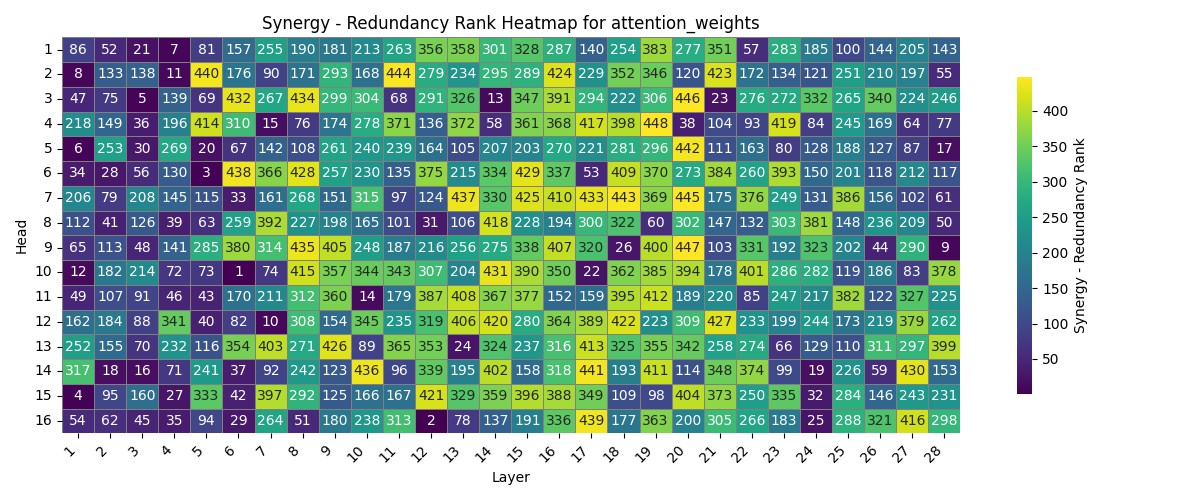 Synergy - Redundancy Rank Heatmap for attention_weights
1 86 52 21 7 81 157 255 190 181 213 263 356 358 301 328 287 140 254 383 277 351 57 283 185 100 144 205 143
2 8 133 138 11 440 176 90 171 293 168 444 279 234 295 289 424 229 352 346 120 423 172 134 121 251 210 197 55
3 47 75 5 139 69 432 267 434 299 304 68 291 326 13 347 391 294 222 306 446 23 276 272 332 265 340 224 246
4 218 149 36 196 414 310 15 76 174 278 371 136 372 58 361 368 417 398 448 38 104 93 419 84 245 169 64 77
5 6 253 30 269 20 67 142 108 261 240 239 164 105 207 203 270 221 281 296 442 111 163 80 128 188 127 87 17
6 34 28 56 130 3 438 366 428 257 230 135 375 215 334 429 337 53 409 370 273 384 260 393 150 201 118 212 117
7 206 79 208 145 115 33 161 268 151 315 97 124 437 330 425 410 433 443 369 445 175 376 249 131 386 156 102 61
8 112 41 126 39 63 259 392 227 198 165 101 31 106 418 228 194 300 322 60 302 147 132 303 381 148 236 209 50
9 65 113 48 141 285 380 314 435 405 248 187 216 256 275 338 407 320 26 400 447 103 331 192 323 202 44 290 9
10 12 182 214 72 73 1 74 415 357 344 343 307 204 431 390 350 22 362 385 394 178 401 286 282 119 186 83 378
11 49 107 91 46 43 170 211 312 360 14 179 387 408 367 377 152 159 395 412 189 220 85 247 217 382 122 327 225
12 162 184 88 341 40 82 10 308 154 345 235 319 406 420 280 364 389 422 223 309 427 233 199 244 173 219 379 262
13 252 155 70 232 116 354 403 271 426 89 365 353 24 324 237 316 413 325 355 342 258 274 66 129 110 311 297 399
14 317 18 16 71 241 37 92 242 123 436 96 339 195 402 158 318 441 193 411 114 348 374 99 19 226 59 430 153
15 4 95 160 27 333 42 397 292 125 166 167 421 329 359 396 388 349 109 98 404 373 250 335 32 284 146 243 231
16 54 62 45 35 94 29 264 51 180 238 313 2 78 137 191 336 439 177 363 200 305 266 183 25 288 321 416 298
1 2 3 4 5 6 7 8 9 10 11 12 13 14 15 16 17 18 19 20 21 22 23 24 25 26 27 28
Layer
Head
400
350
300
250
200
150
100
50
Synergy - Redundancy Rank